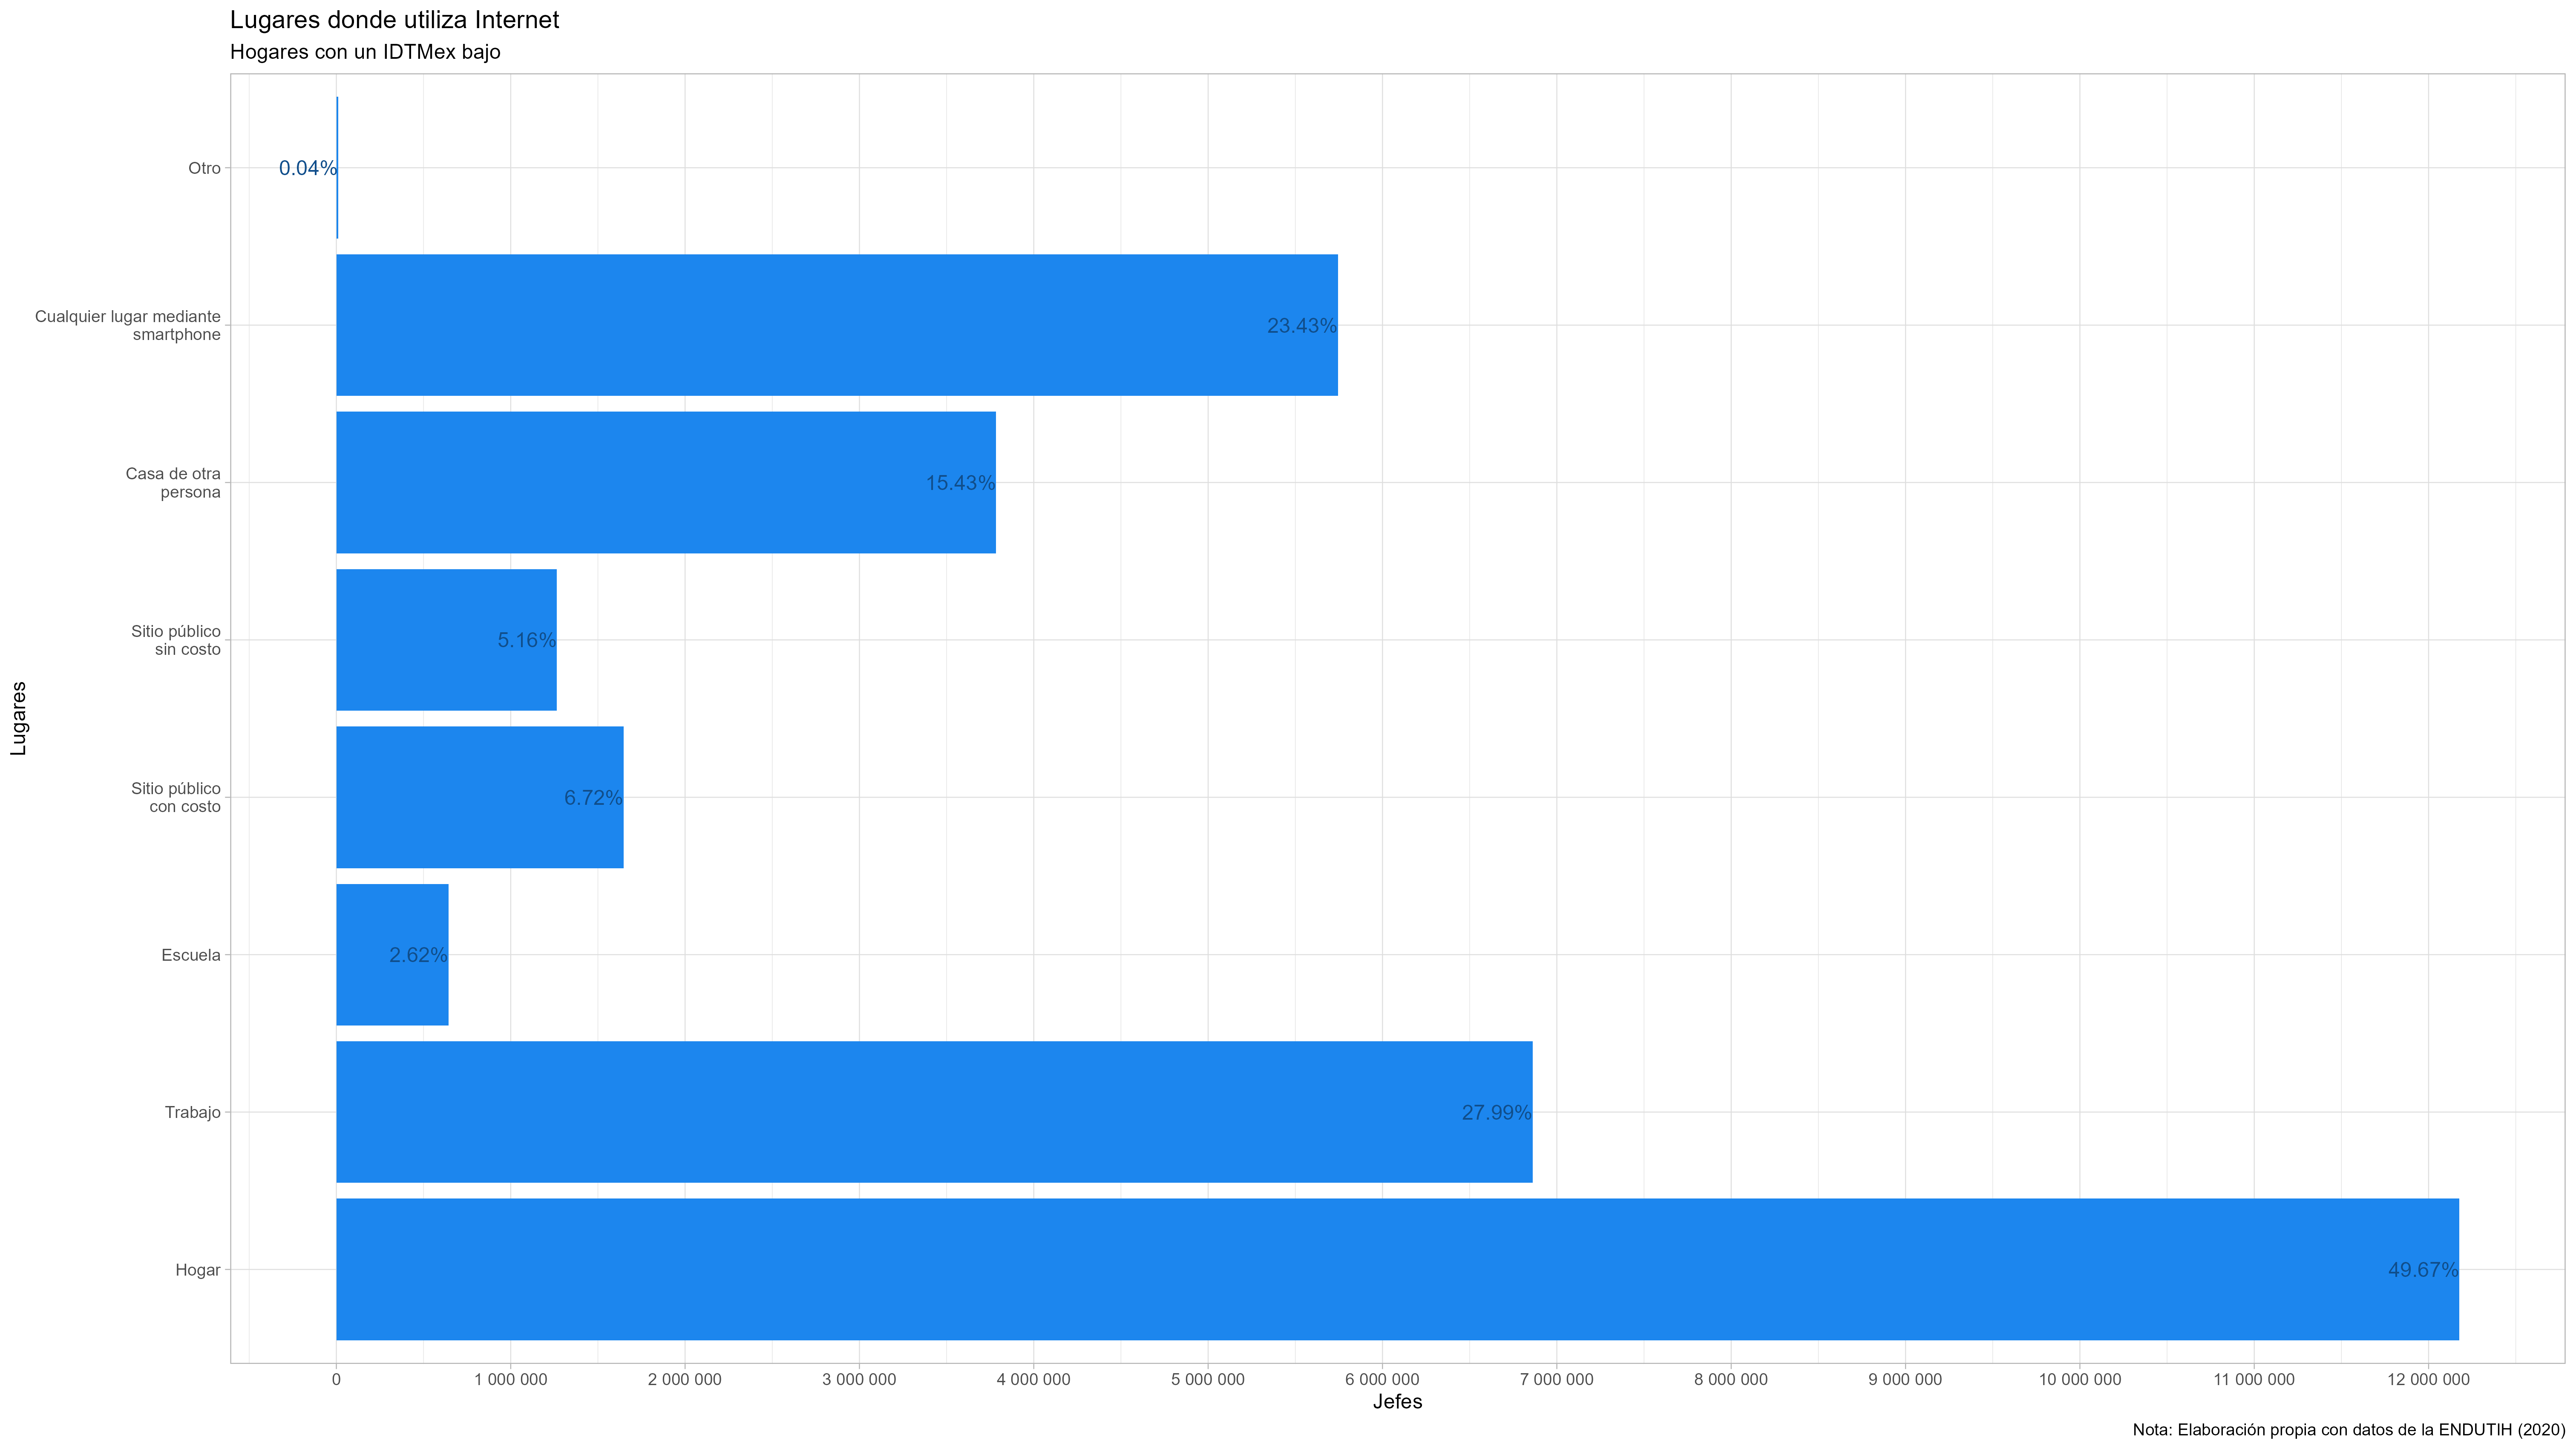 Lugares donde utiliza Internet
Hogares con un IDTMex bajo
Lugares
Otro
0.04%
Cualquier lugar mediante
smartphone
23.43%
Casa de otra
persona
15.43%
Sitio público
sin costo
5.16%
Sitio público
con costo
6.72%
Escuela
2.62%
Trabajo
27.99%
Hogar
49.67%
0 1 000 000 2 000 000 3 000 000 4 000 000 5 000 000 6 000 000 7 000 000 8 000 000 9 000 000 10 000 000 11 000 000 12 000 000
Jefes
Nota: Elaboración propia con datos de la ENDUTIH (2020)